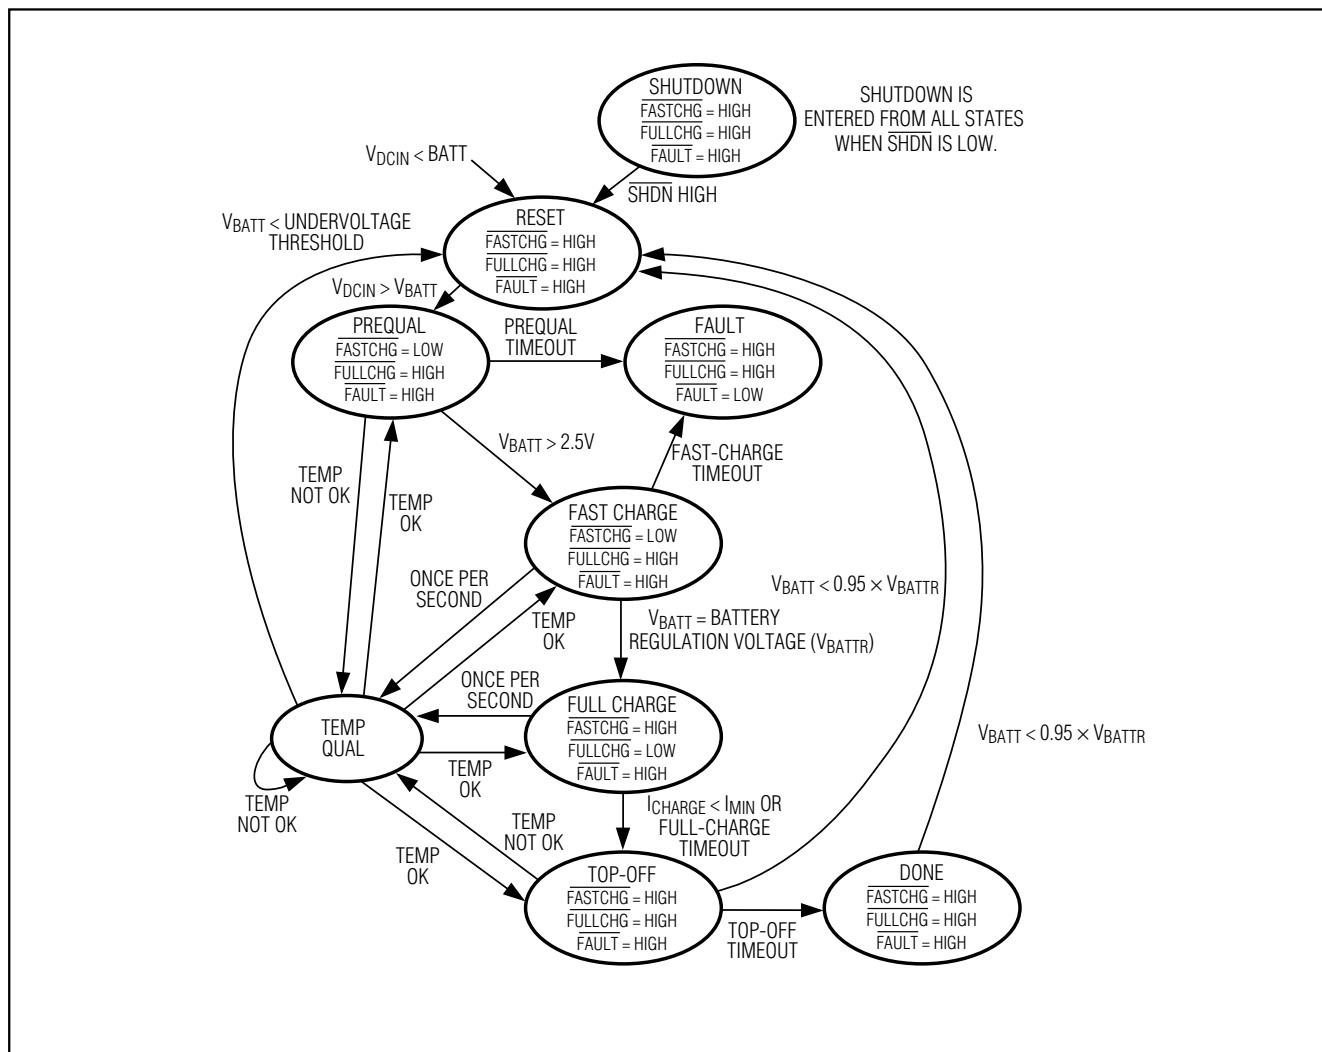 SHUTDOWN
FASTCHG = HIGH
FULLCHG = HIGH
FAULT = HIGH
SHUTDOWN IS
ENTERED FROM ALL STATES
WHEN SHDN IS LOW.
VDCIN < BATT
SHDN HIGH
RESET
FASTCHG = HIGH
FULLCHG = HIGH
FAULT = HIGH
VBATT < UNDERVOLTAGE
THRESHOLD
VDCIN > VBATT
PREQUAL
FASTCHG = LOW
FULLCHG = HIGH
FAULT = HIGH
PREQUAL
TIMEOUT
FAULT
FASTCHG = HIGH
FULLCHG = HIGH
FAULT = LOW
VBATT > 2.5V
FAST-CHARGE
TIMEOUT
TEMP
NOT OK
TEMP
OK
FAST CHARGE
FASTCHG = LOW
FULLCHG = HIGH
FAULT = HIGH
ONCE PER
SECOND
TEMP
OK
VBATT = BATTERY
REGULATION VOLTAGE (VBATTR)
VBATT < 0.95 × VBATTR
ONCE PER
SECOND
FULL CHARGE
FASTCHG = HIGH
FULLCHG = LOW
FAULT = HIGH
TEMP
QUAL
TEMP
OK
VBATT < 0.95 × VBATTR
TEMP
NOT OK
TEMP
NOT OK
ICHARGE < IMIN OR
FULL-CHARGE
TIMEOUT
TEMP
OK
TOP-OFF
FASTCHG = HIGH
FULLCHG = HIGH
FAULT = HIGH
TOP-OFF
TIMEOUT
DONE
FASTCHG = HIGH
FULLCHG = HIGH
FAULT = HIGH